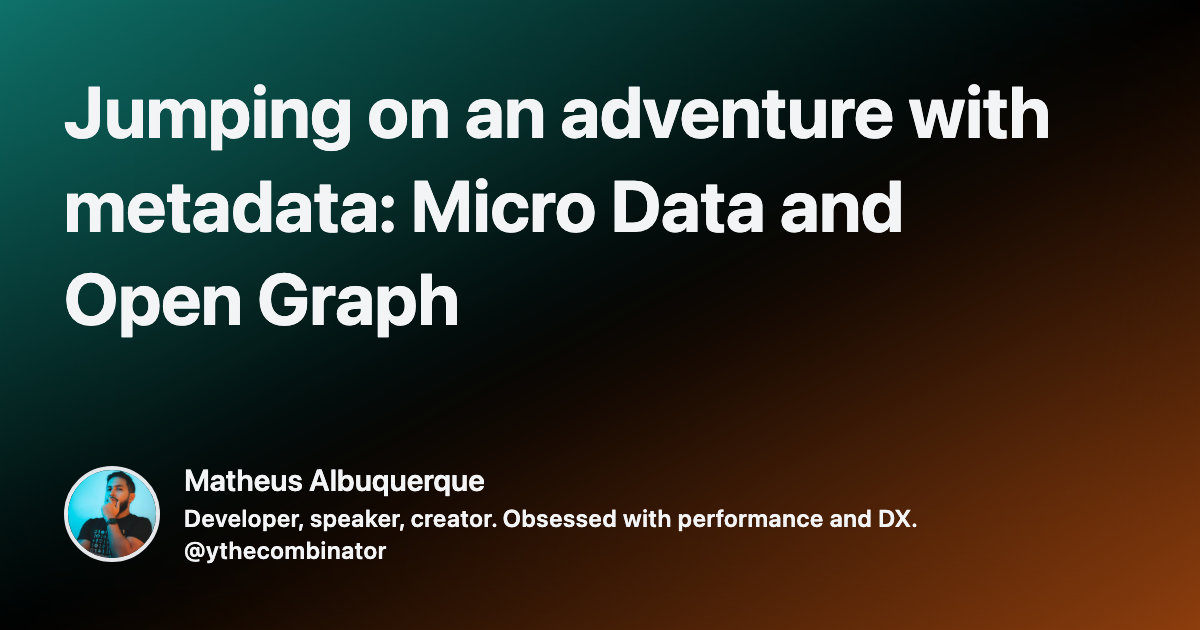 Jumping on an adventure with
metadata: Micro Data and
Open Graph
Matheus Albuquerque
Developer, speaker, creator. Obsessed with performance and DX.
@ythecombinator